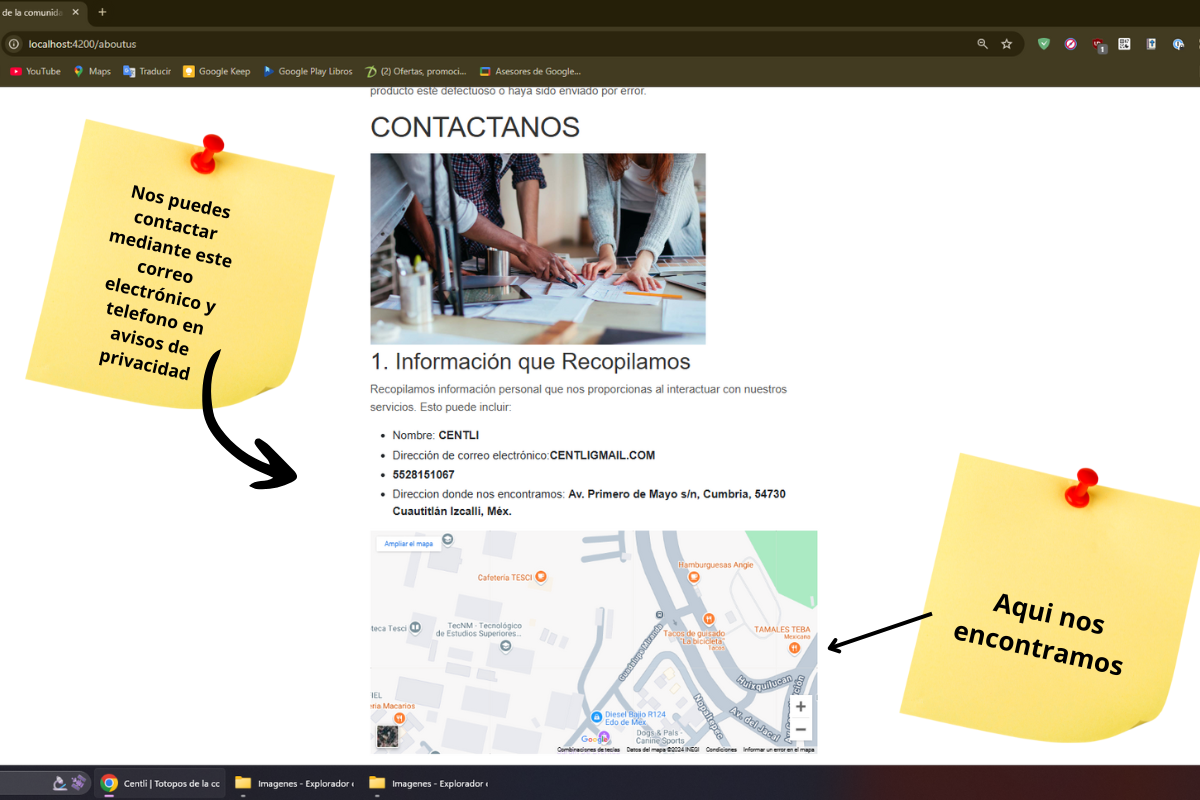 de la comunida
localhost:4200/aboutus
YouTube
Maps
Traducir
Google Keep
Google Play Libros
(2) Ofertas, promoci...
Asesores de Google...
producto esté defectuoso o haya sido enviado por error.
CONTACTANOS
Nos puedes
contactar
mediante este
correo
electrónico y
telefono en
avisos de
privacidad
1. Información que Recopilamos
Recopilamos información personal que nos proporcionas al interactuar con nuestros
servicios. Esto puede incluir:
Nombre: CENTLI
Dirección de correo electrónico:CENTLIGMAIL.COM
5528151067
Direccion donde nos encontramos: Av. Primero de Mayo s/n, Cumbria, 54730
Cuautitlán Izcalli, Méx.
Ampliar el mapa
Cafetería TESCI
Hamburguesas Angie
teca Tesci
TecNM - Tecnológico
de Estudios Superiores...
Tacos de guisado
"La bicicleta"
Tacos
TAMALES TEBA
Mexicana
Guadalupe Miranda
Huixquilucan
Nopaltepec
Av. del Jacal
IEL
ria Macarios
Diesel Bajio R124
Edo de Méx
Dogs & Pals -
Canine Sports
Google
Combinaciones de teclas
Datos del mapa ©2024 INEGI
Condiciones
Informar un error en el mapa
Aqui nos
encontramos
Centli | Totopos de la cc
Imagenes - Explorador
Imagenes - Explorador